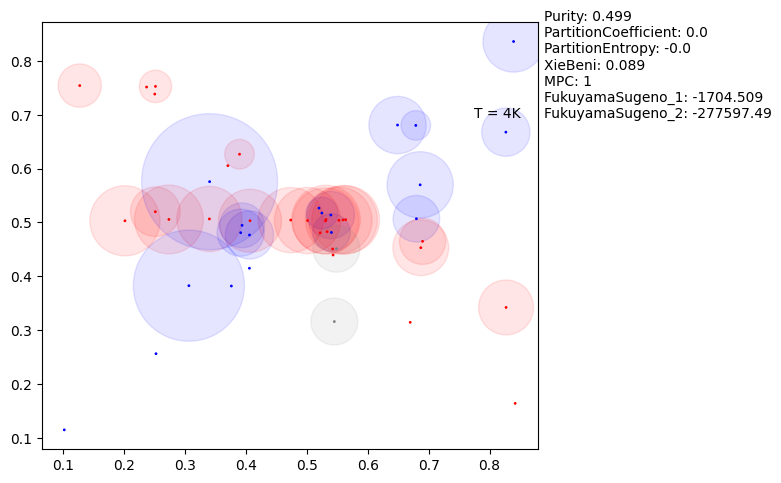 Purity: 0.499
PartitionCoefficient: 0.0
PartitionEntropy: -0.0
XieBeni: 0.089
MPC: 1
FukuyamaSugeno_1: -1704.509
FukuyamaSugeno_2: -277597.49
T = 4K
0.8
0.7
0.6
0.5
0.4
0.3
0.2
0.1
0.1 0.2 0.3 0.4 0.5 0.6 0.7 0.8